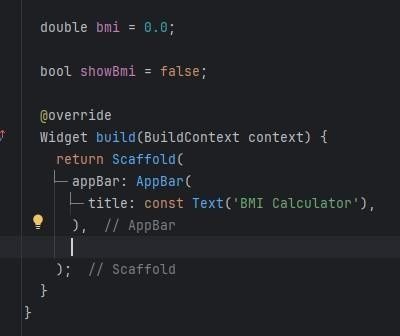 double bmi = 0.0;
bool showBmi = false;
@override
Widget build(BuildContext context) {
return Scaffold(
appBar: AppBar(
title: const Text('BMI Calculator'),
), // AppBar
); // Scaffold
}
}